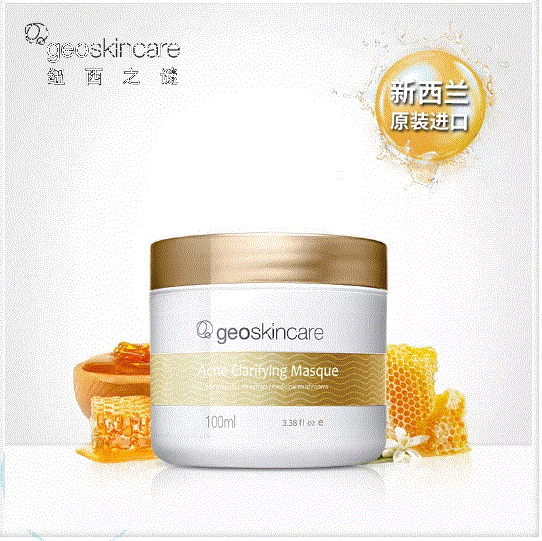 geoskincare
纽西之谜
新西兰
原装进口
geoskincare
Acne Clarifying Masque
100ml
3.38 fl oz e